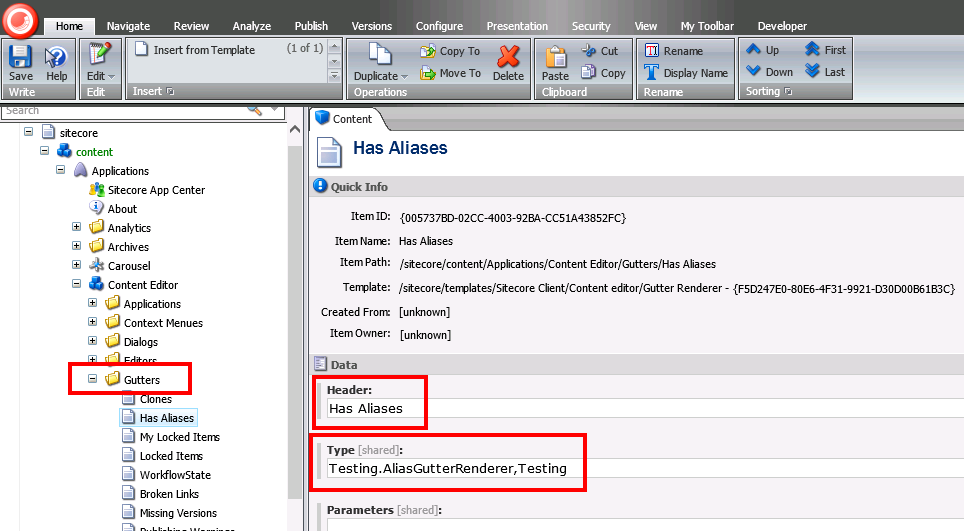 Home Navigate Review Analyze Publish Versions Configure Presentation Security View My Toolbar Developer
Save Help Edit Insert from Template (1 of 1) Duplicate Copy To Move To Delete Paste Cut Copy Rename Display Name Up Down First Last
Write Edit Insert Operations Clipboard Rename Sorting
Search
sitecore
content
Applications
Sitecore App Center
About
Analytics
Archives
Carousel
Content Editor
Applications
Context Menues
Dialogs
Editors
Gutters
Clones
Has Aliases
My Locked Items
Locked Items
WorkflowState
Broken Links
Missing Versions
Publishing Warnings
Content
Has Aliases
Quick Info
Item ID: {005737BD-02CC-4003-92BA-CC51A43852FC}
Item Name: Has Aliases
Item Path: /sitecore/content/Applications/Content Editor/Gutters/Has Aliases
Template: /sitecore/templates/Sitecore Client/Content editor/Gutter Renderer - {F5D247E0-80E6-4F31-9921-D30D00B61B3C}
Created From: [unknown]
Item Owner: [unknown]
Data
Header:
Has Aliases
Type [shared]:
Testing.AliasGutterRenderer,Testing
Parameters [shared]: